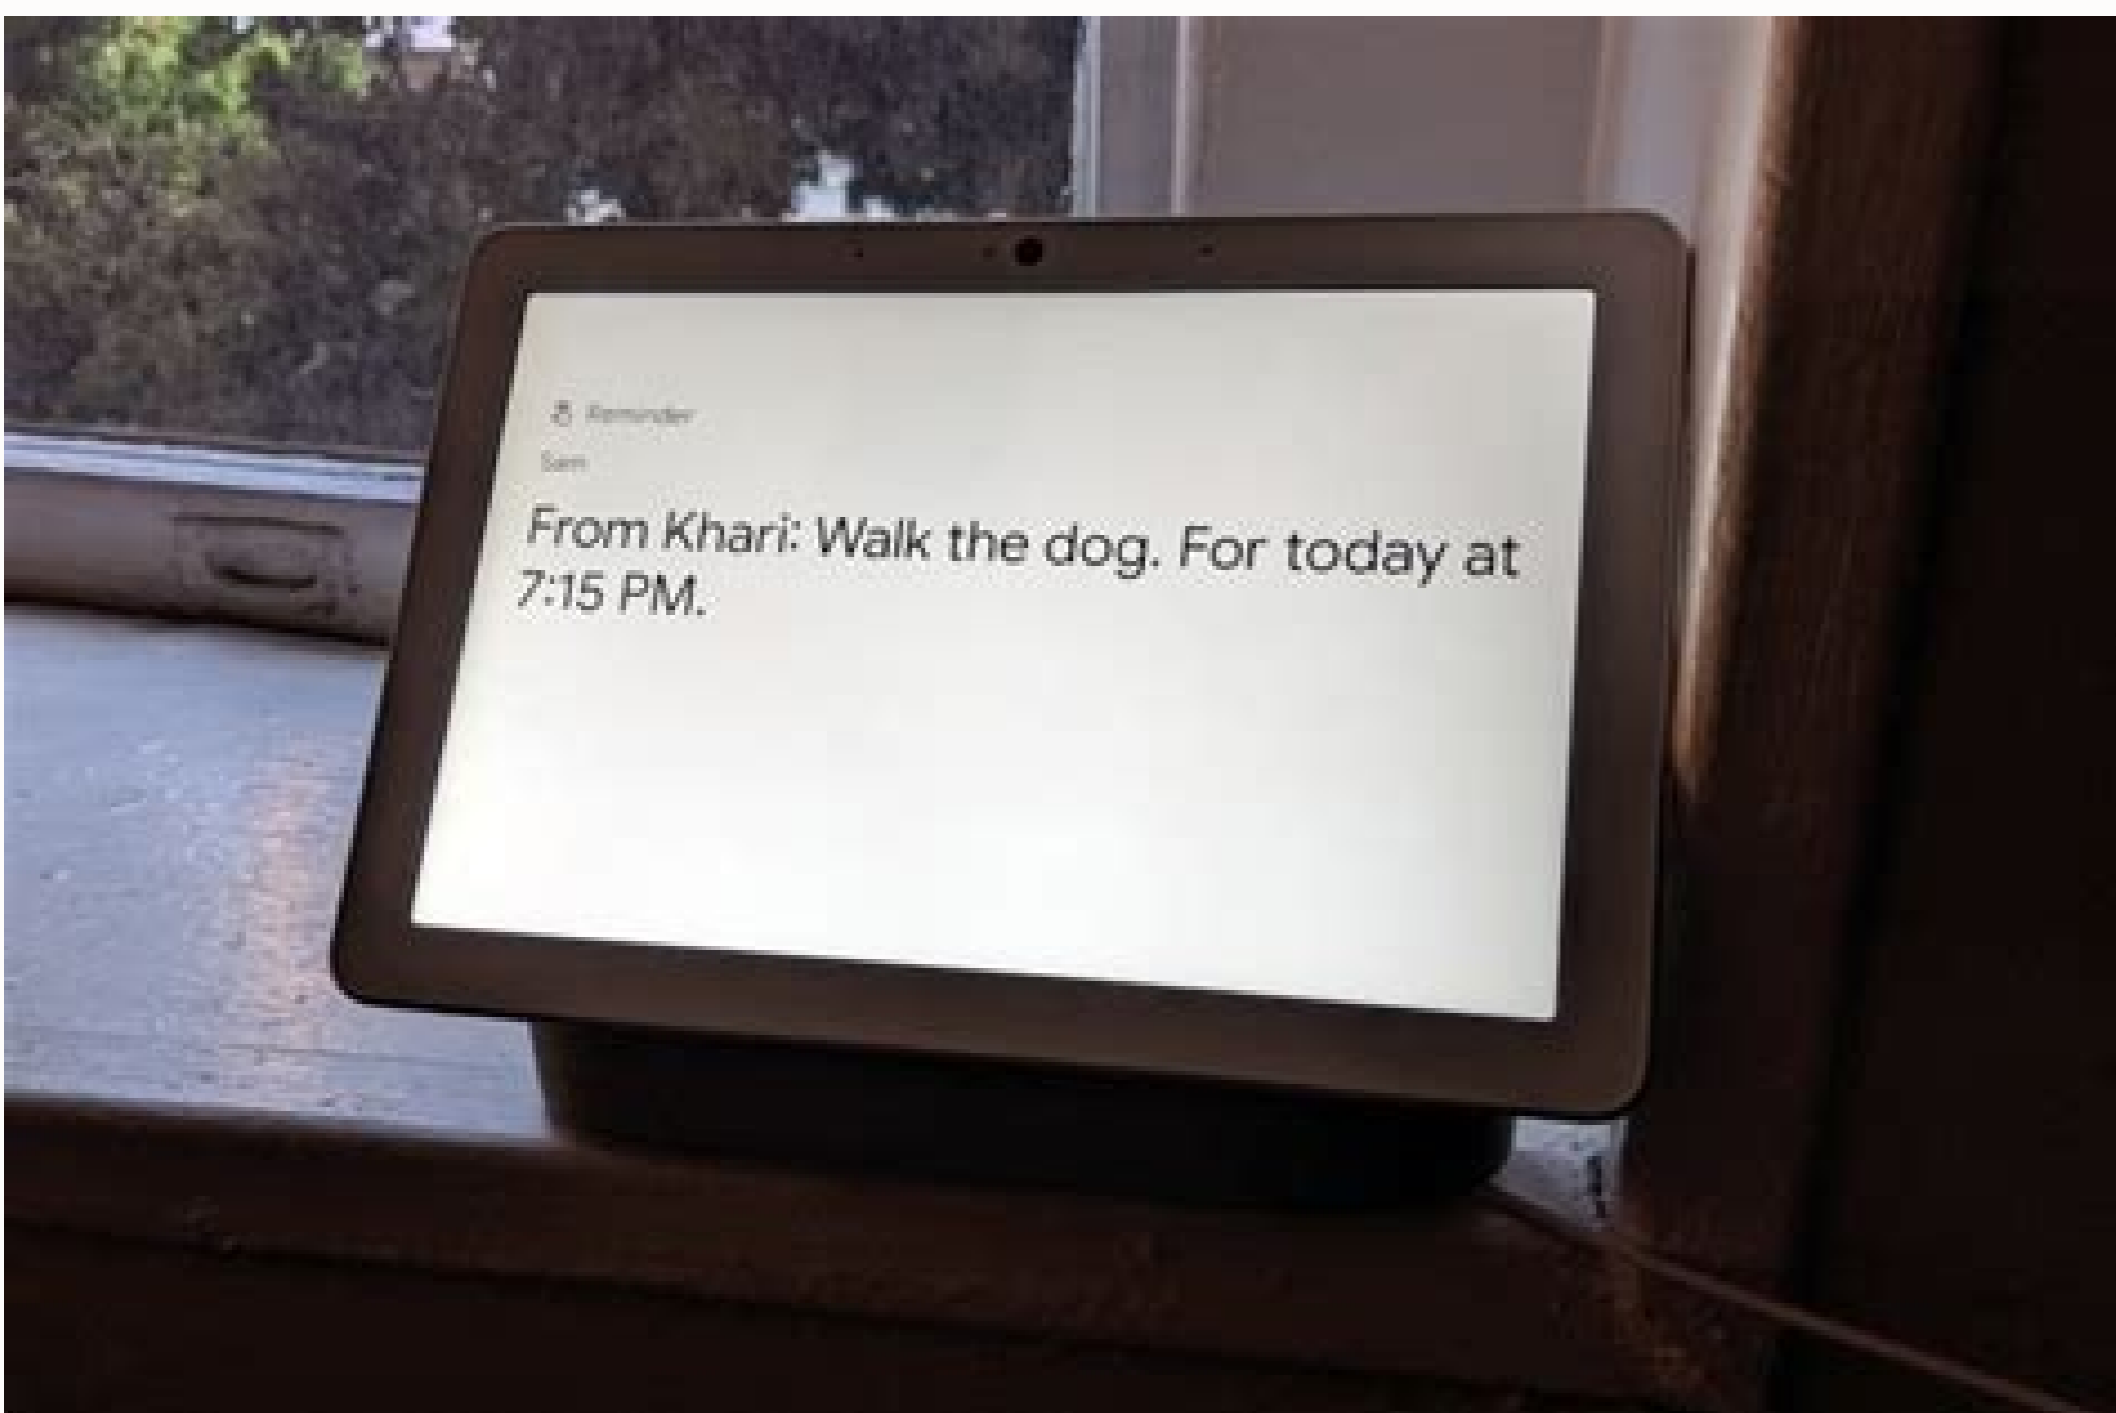 Reminder
Sam
From Khari: Walk the dog. For today at
7:15 PM.